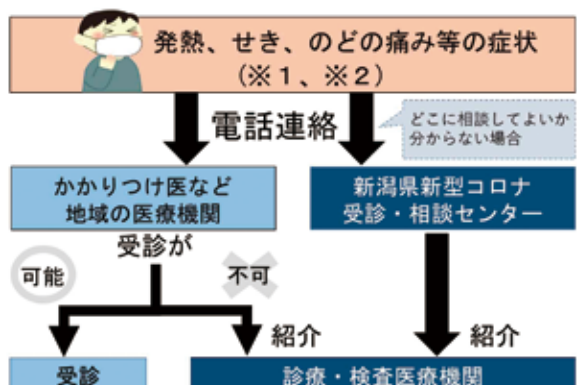 発熱、せき、のどの痛み等の症状
(※1、※2)
電話連絡
どこに相談してよいか
分からない場合
かかりつけ医など
地域の医療機関
新潟県新型コロナ
受診・相談センター
受診が
可能
不可
紹介
紹介
受診
診療・検査医療機関